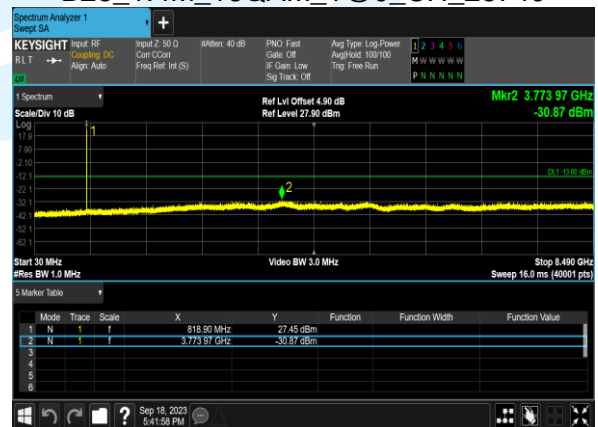 Spectrum Analyzer 1
Swept SA
+
KEYSIGHT Input: RF Input Z: 50 Ω #Atten: 40 dB PNO: Fast Avg Type: Log-Power 1 2 3 4 5 6
RLT Coupling: DC Corr CCorr Gate: Off Avg|Hold: 100/100 M W W W W W
Align: Auto Freq Ref: Int (S) IF Gain: Low Trig: Free Run
Sig Track: Off P N N N N N
1 Spectrum Ref Lvl Offset 4.90 dB Mkr2 3.773 97 GHz
Scale/Div 10 dB Ref Level 27.90 dBm -30.87 dBm
Log
17.9
7.90
-2.10
-12.1
DL1 -13.00 dBm
-22.1
-32.1
-42.1
-52.1
-62.1
1
2
Start 30 MHz Video BW 3.0 MHz Stop 8.490 GHz
#Res BW 1.0 MHz Sweep 16.0 ms (40001 pts)
5 Marker Table
Mode Trace Scale X Y Function Function Width Function Value
1 N 1 f 818.90 MHz 27.45 dBm
2 N 1 f 3.773 97 GHz -30.87 dBm
3
4
5
6
? Sep 18, 2023
5:41:58 PM